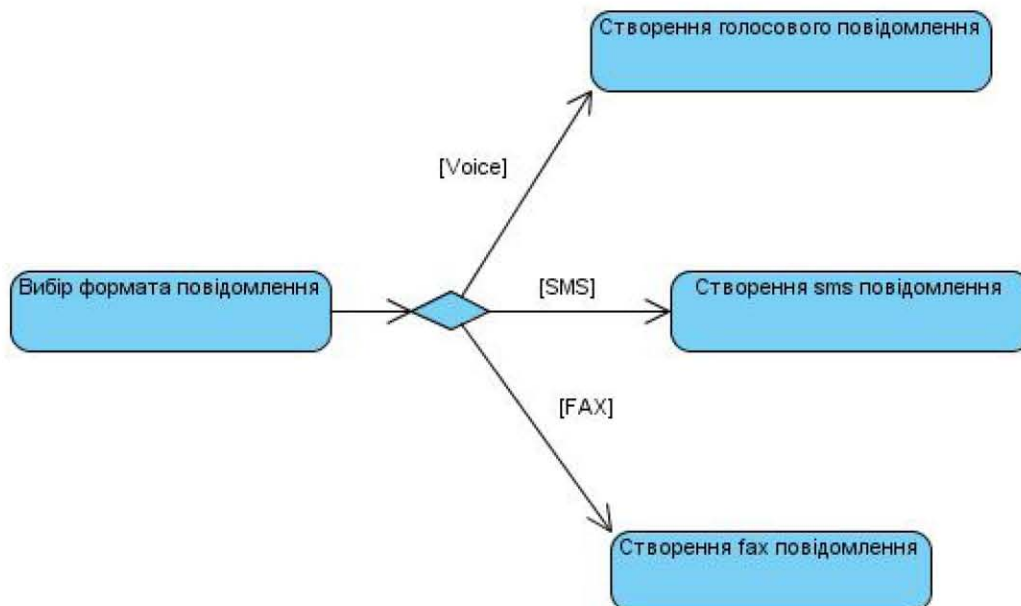 Створення голосового повідомлення
[Voice]
Вибір формата повідомлення
[SMS]
Створення sms повідомлення
[FAX]
Створення fax повідомлення